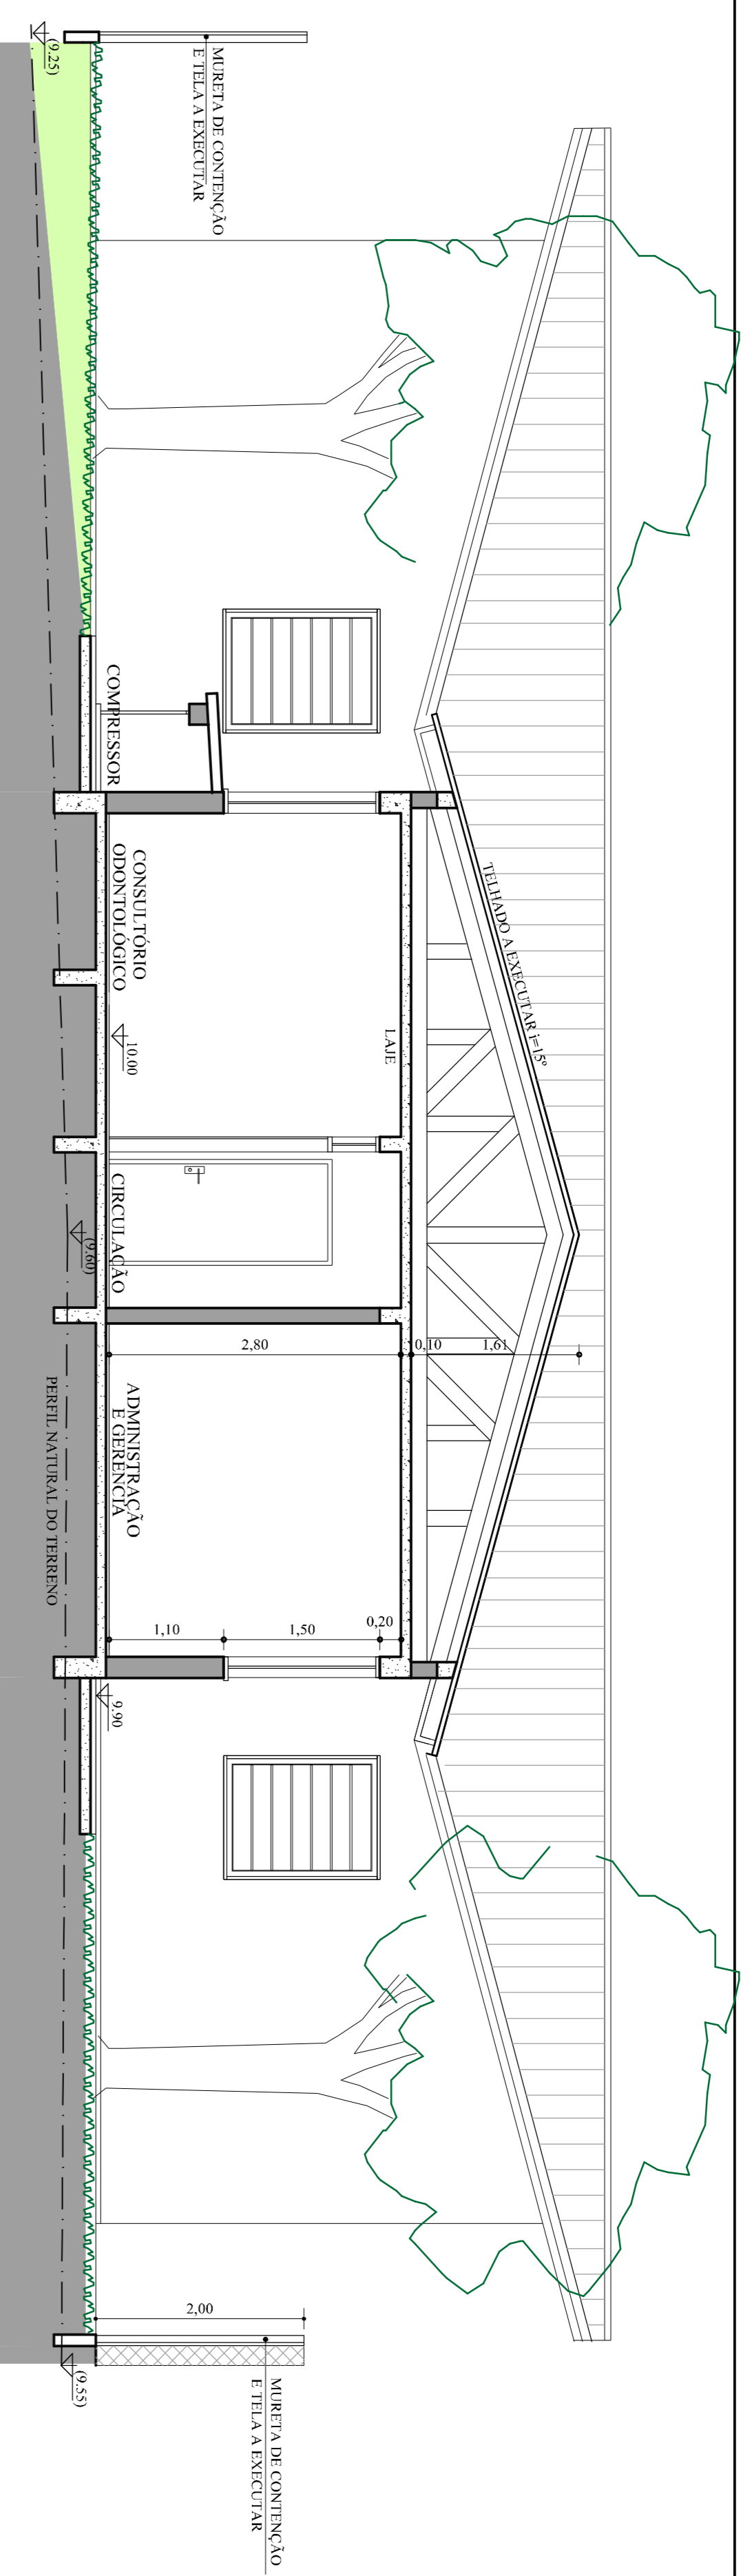 MURETA DE CONTENÇÃO
E TELA A EXECUTAR
(9.25)
COMPRESSOR
CONSULTÓRIO
ODONTOLÓGICO
10.00
LAJE
TELHADO A EXECUTAR i=15º
CIRCULAÇÃO
(9.60)
2,80
0,10
1,61
ADMINISTRAÇÃO
E GERENCIA
PERFIL NATURAL DO TERRENO
1,10
1,50
0,20
9.90
2,00
(9.55)
MURETA DE CONTENÇÃO
E TELA A EXECUTAR